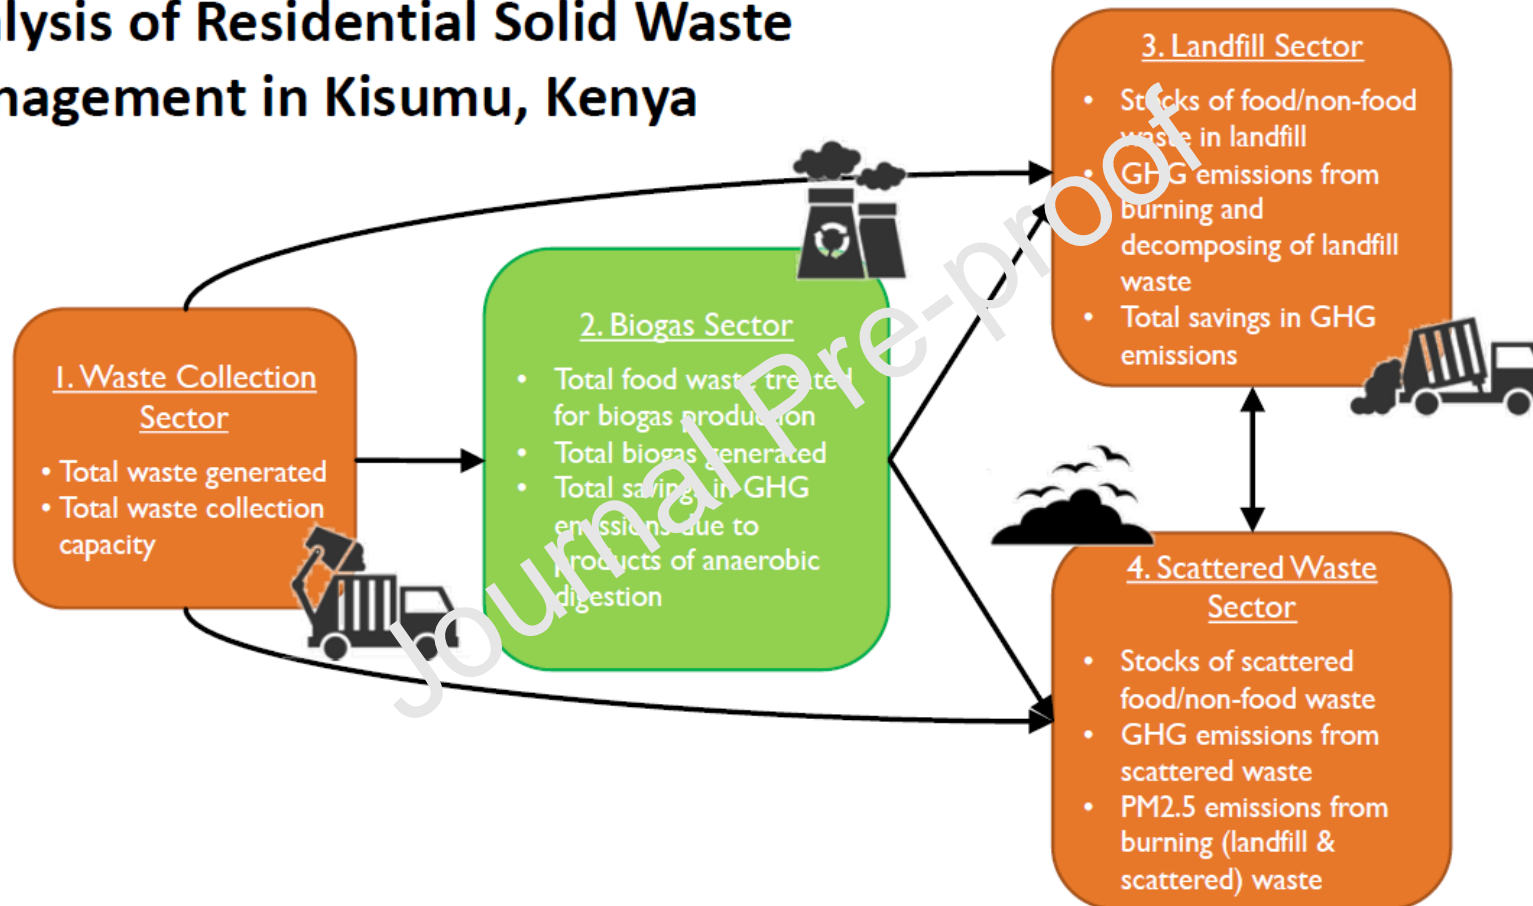 lysis of Residential Solid Waste
nagement in Kisumu, Kenya
1. Waste Collection
Sector
• Total waste generated
• Total waste collection
capacity
2. Biogas Sector
• Total food waste treated
for biogas production
• Total biogas generated
• Total savings in GHG
emissions due to
products of anaerobic
digestion
3. Landfill Sector
• Stocks of food/non-food
waste in landfill
• GHG emissions from
burning and
decomposing of landfill
waste
• Total savings in GHG
emissions
4. Scattered Waste
Sector
• Stocks of scattered
food/non-food waste
• GHG emissions from
scattered waste
• PM2.5 emissions from
burning (landfill &
scattered) waste
Journal Pre-proof